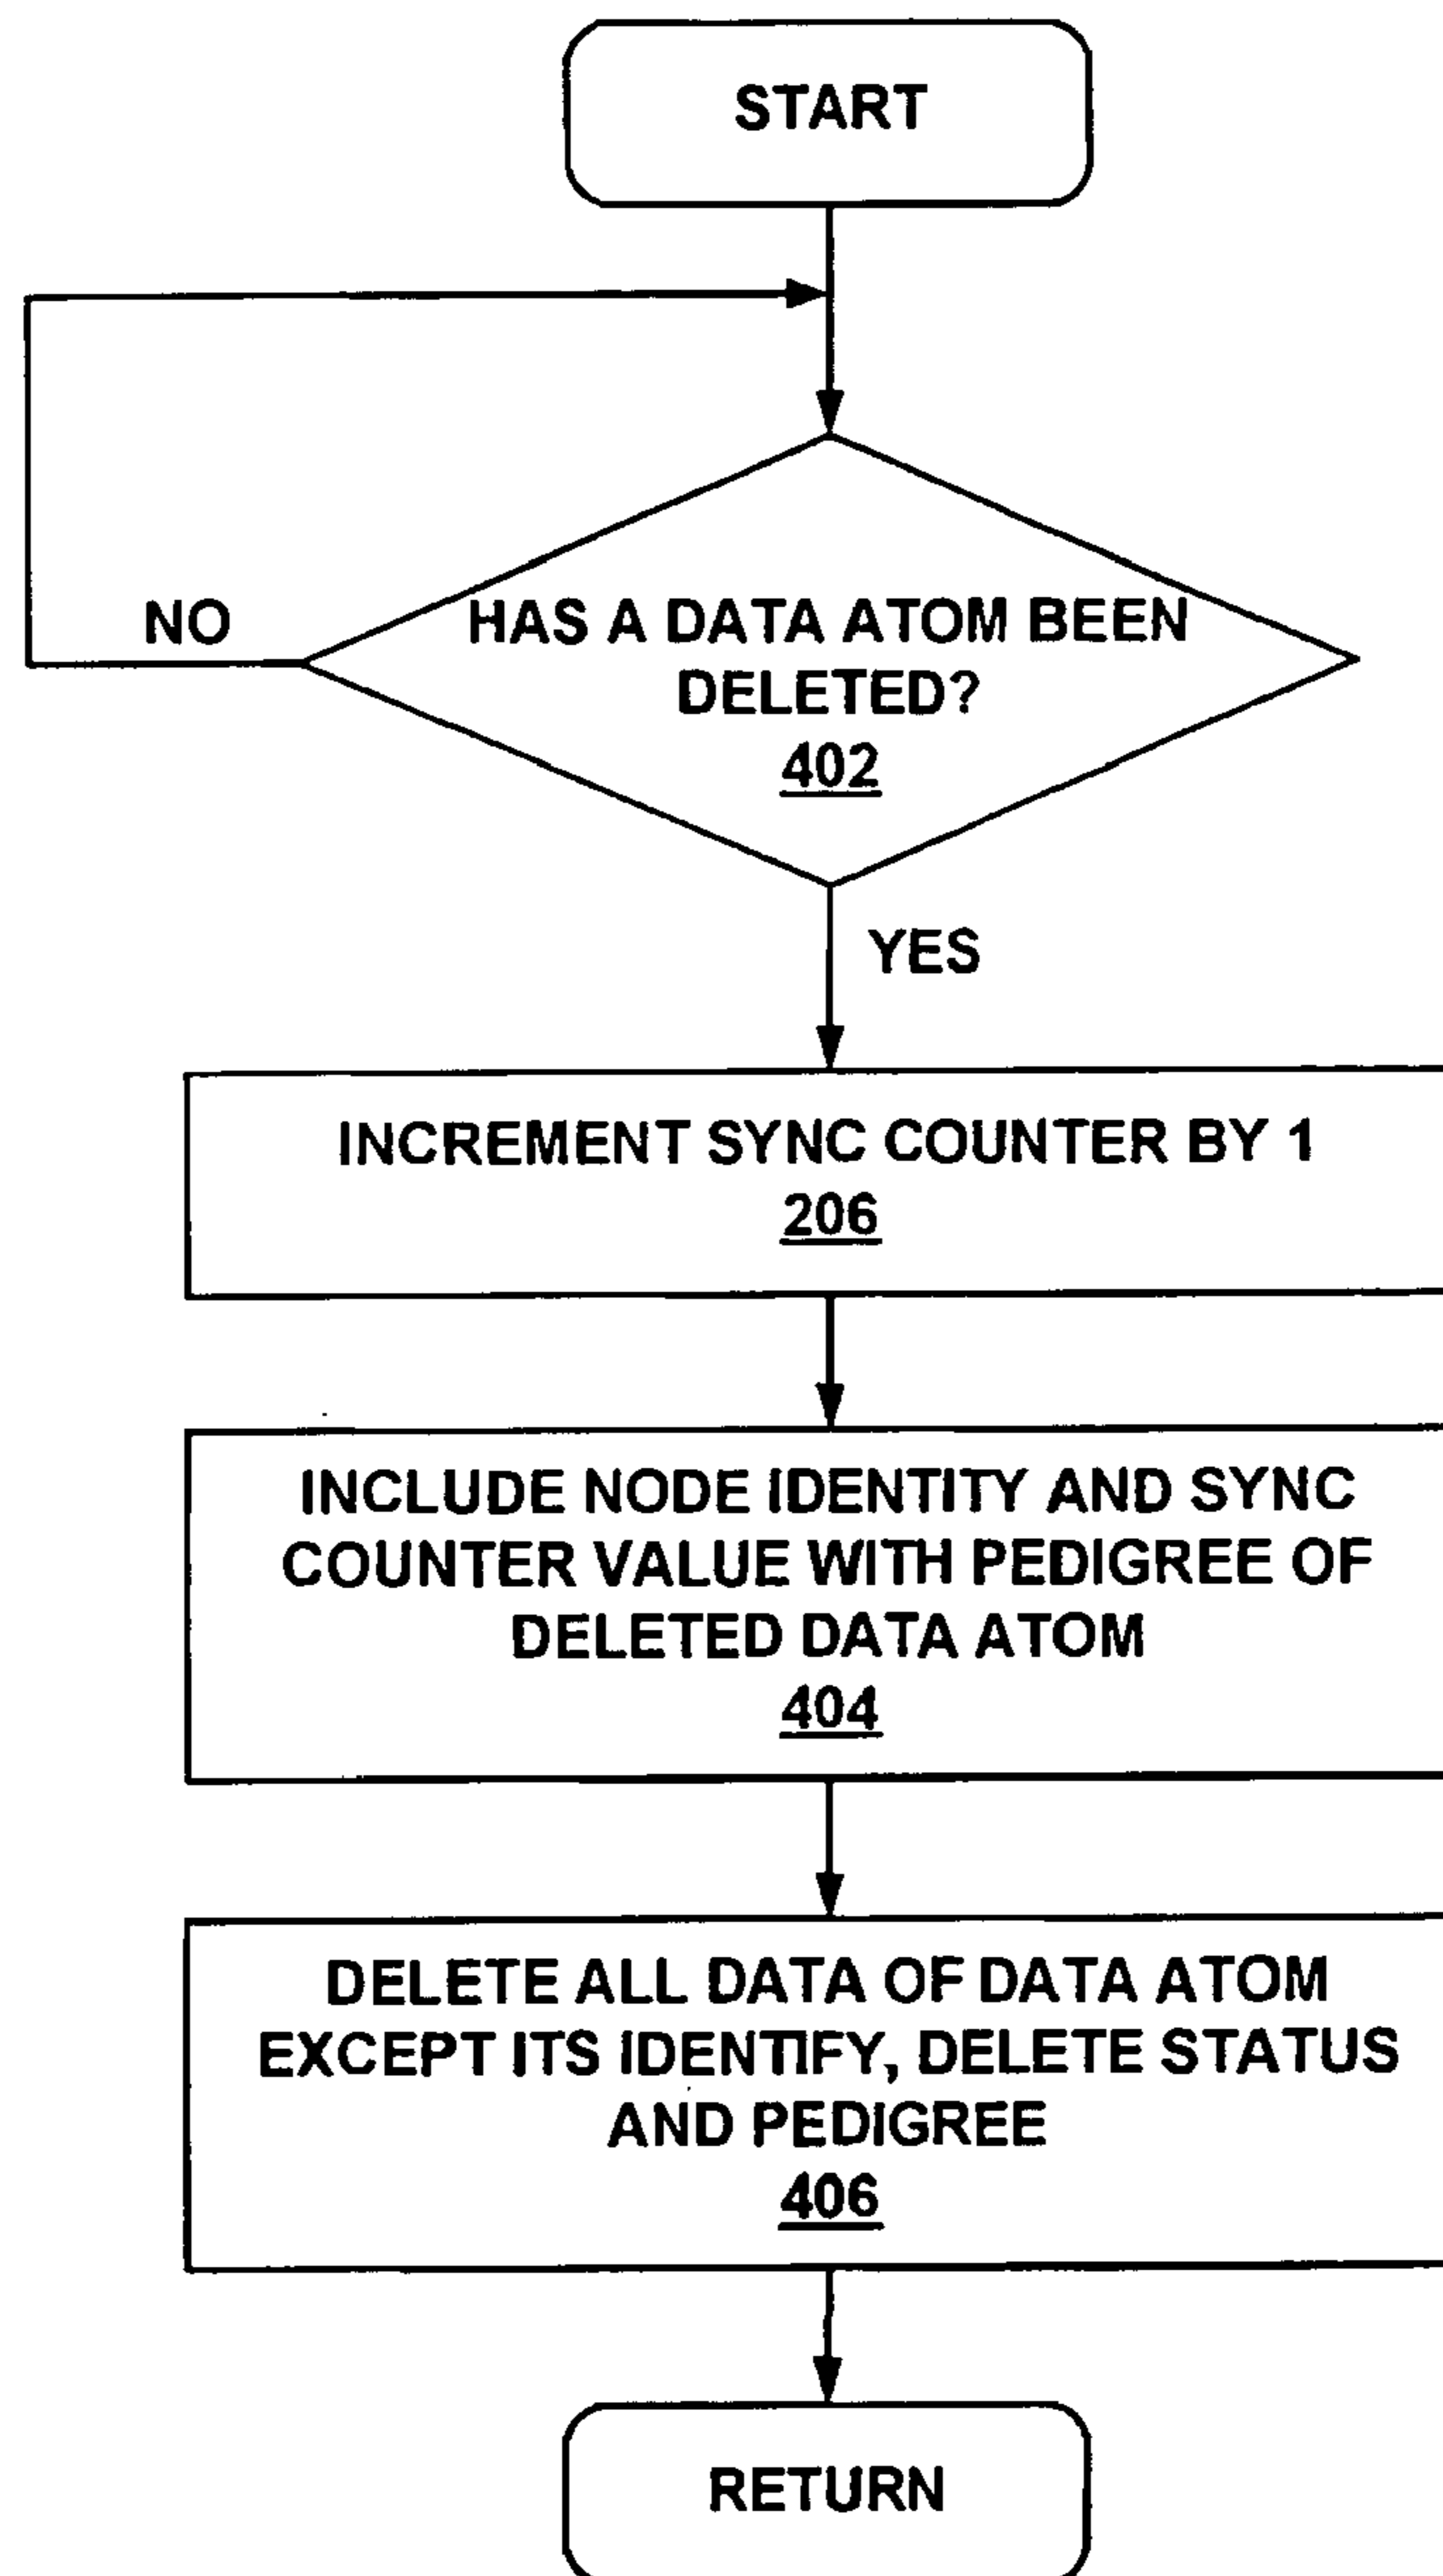 START
NO
HAS A DATA ATOM BEEN
DELETED?
402
YES
INCREMENT SYNC COUNTER BY 1
206
INCLUDE NODE IDENTITY AND SYNC
COUNTER VALUE WITH PEDIGREE OF
DELETED DATA ATOM
404
DELETE ALL DATA OF DATA ATOM
EXCEPT ITS IDENTIFY, DELETE STATUS
AND PEDIGREE
406
RETURN